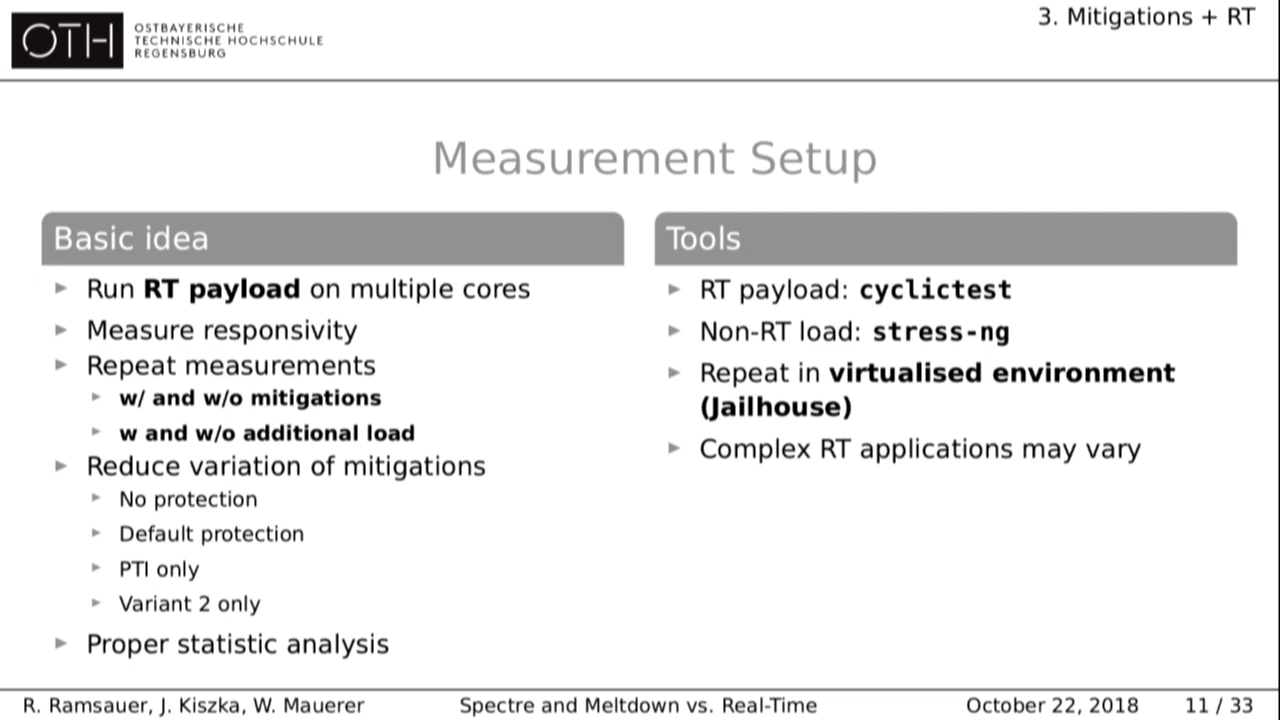 OTH
OSTBAYERISCHE
TECHNISCHE HOCHSCHULE
REGENSBURG
3. Mitigations + RT
Measurement Setup
Basic idea
Run RT payload on multiple cores
Measure responsivity
Repeat measurements
w/ and w/o mitigations
w and w/o additional load
Reduce variation of mitigations
No protection
Default protection
PTI only
Variant 2 only
Proper statistic analysis
Tools
RT payload: cyclictest
Non-RT load: stress-ng
Repeat in virtualised environment
(Jailhouse)
Complex RT applications may vary
R. Ramsauer, J. Kiszka, W. Mauerer
Spectre and Meltdown vs. Real-Time
October 22, 2018
11 / 33